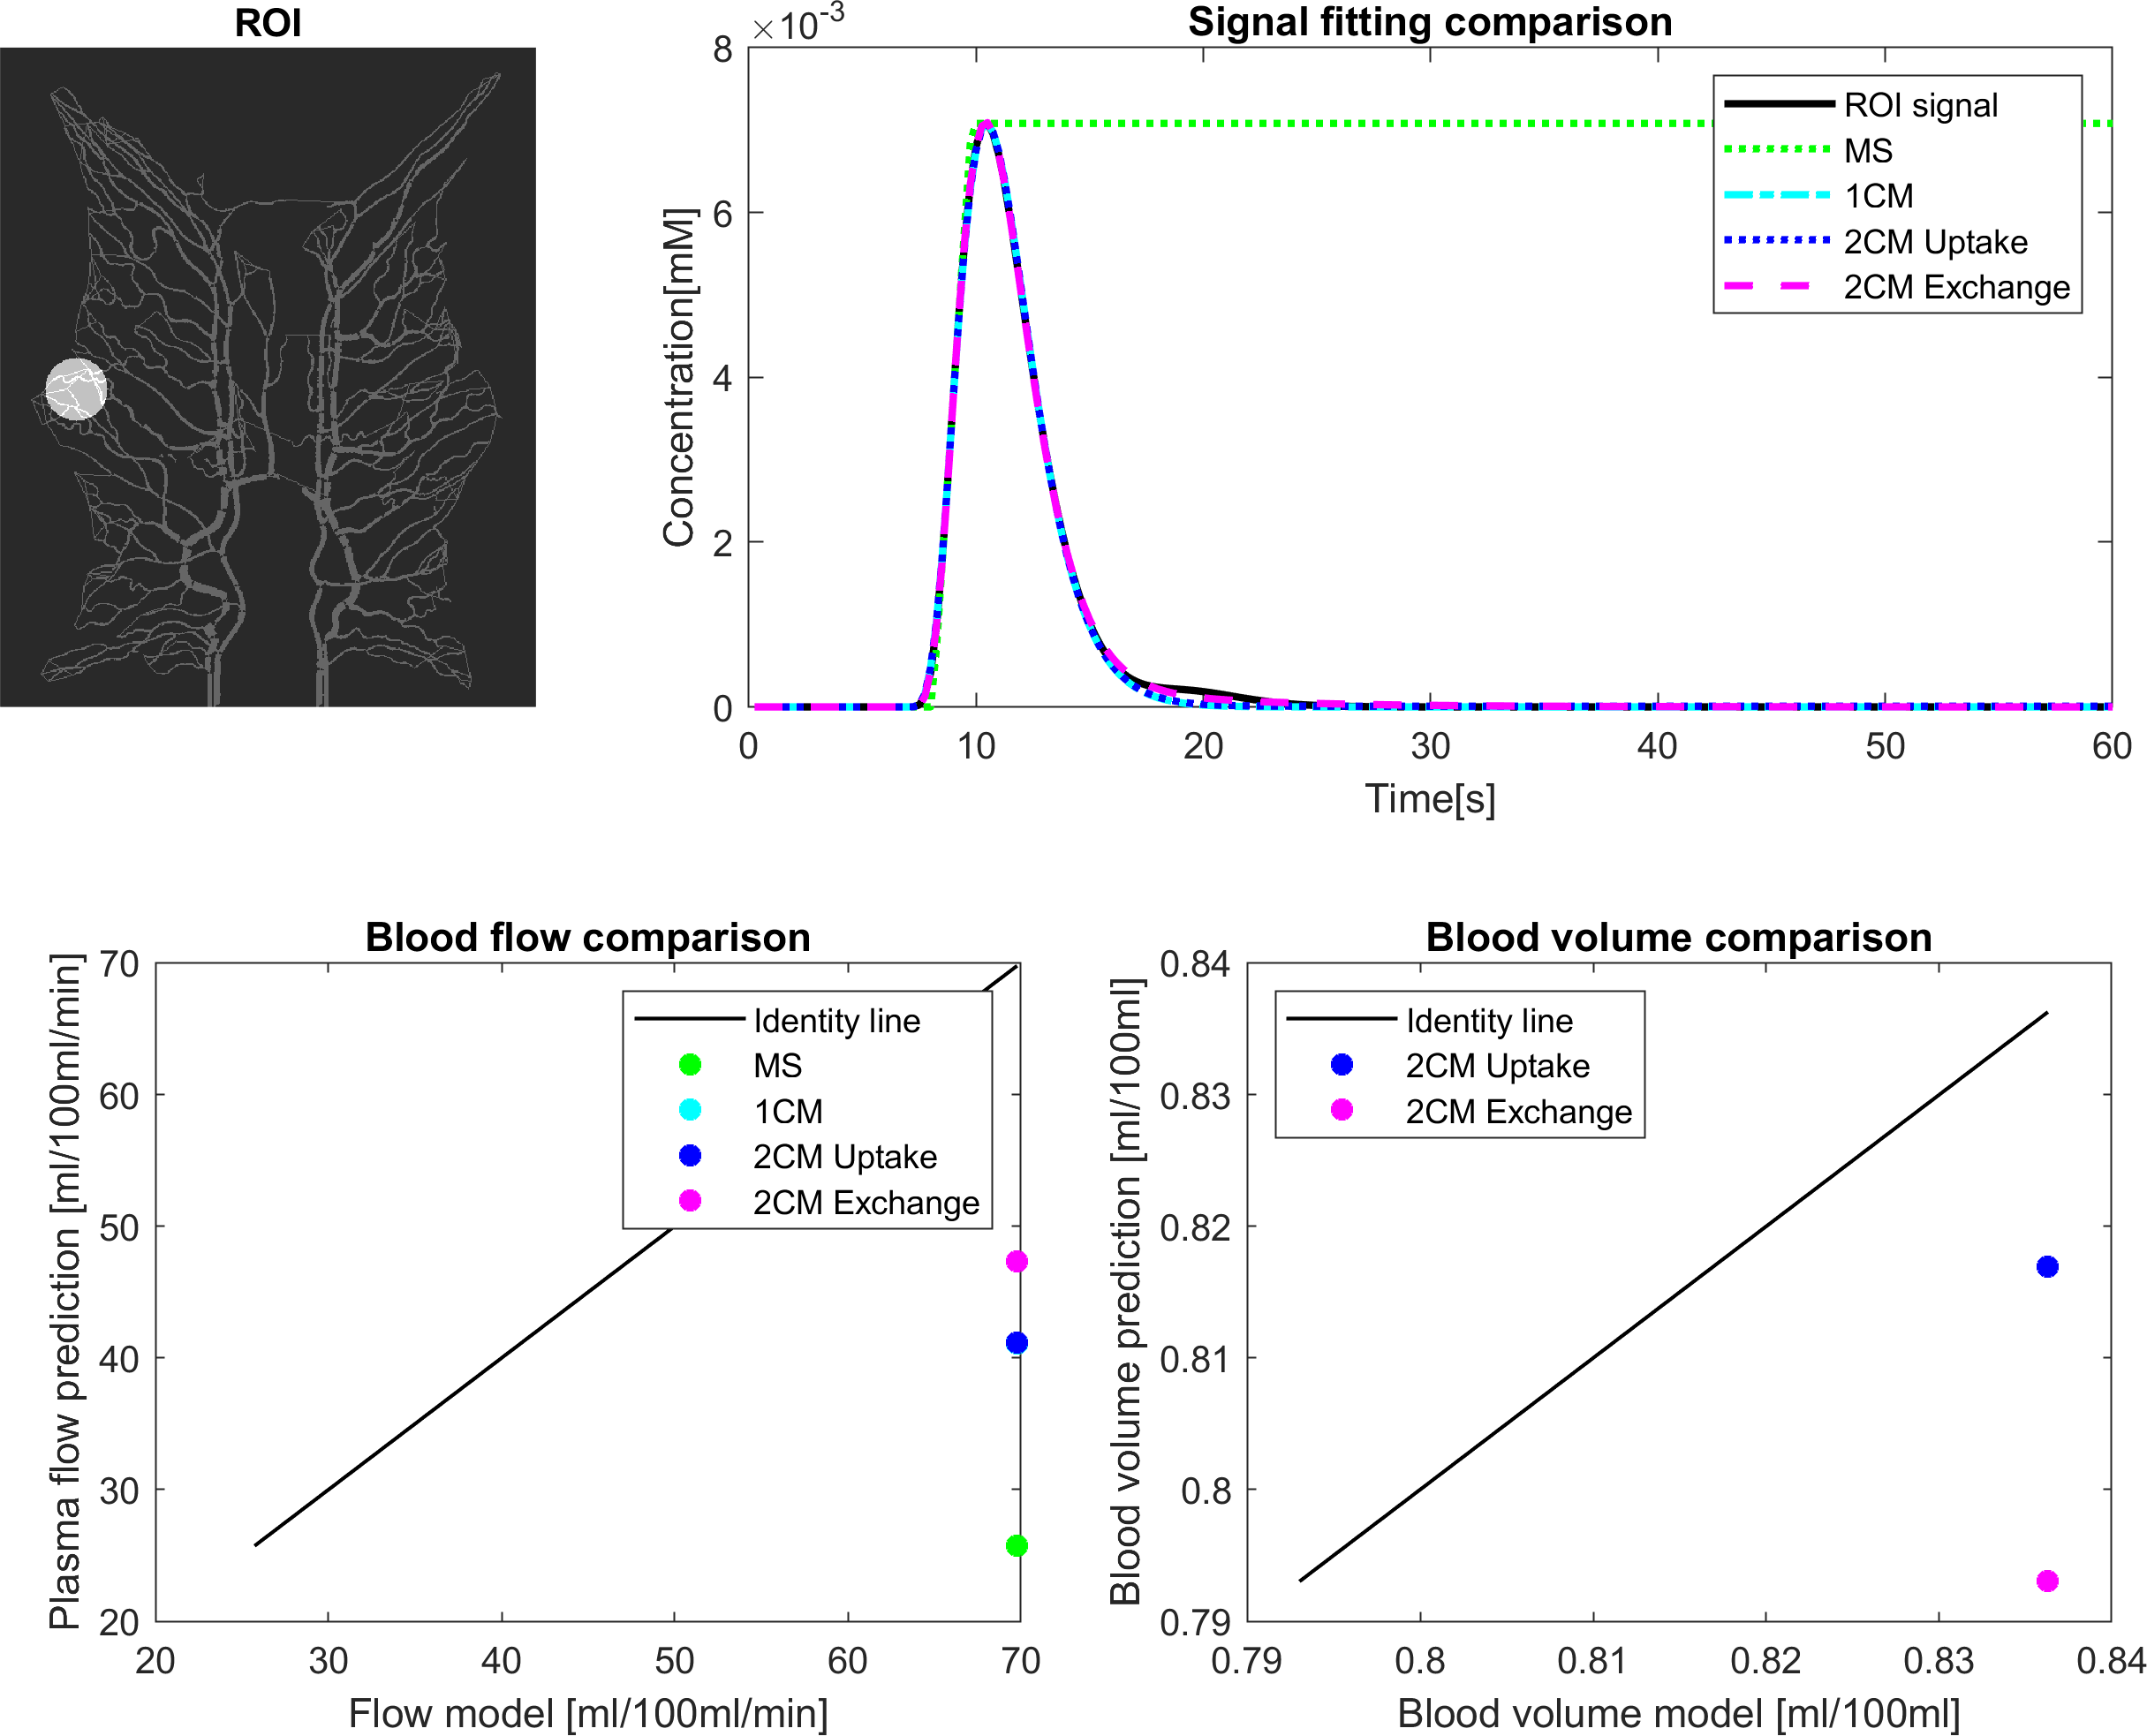 ROI
Signal fitting comparison
×10-3
8
6
4
2
0
Concentration[mM]
0 10 20 30 40 50 60
Time[s]
ROI signal
MS
1CM
2CM Uptake
2CM Exchange
Blood flow comparison
70
60
50
40
30
20
Plasma flow prediction [ml/100ml/min]
20 30 40 50 60 70
Flow model [ml/100ml/min]
Identity line
MS
1CM
2CM Uptake
2CM Exchange
Blood volume comparison
0.84
0.83
0.82
0.81
0.8
0.79
Blood volume prediction [ml/100ml]
0.79 0.8 0.81 0.82 0.83 0.84
Blood volume model [ml/100ml]
Identity line
2CM Uptake
2CM Exchange